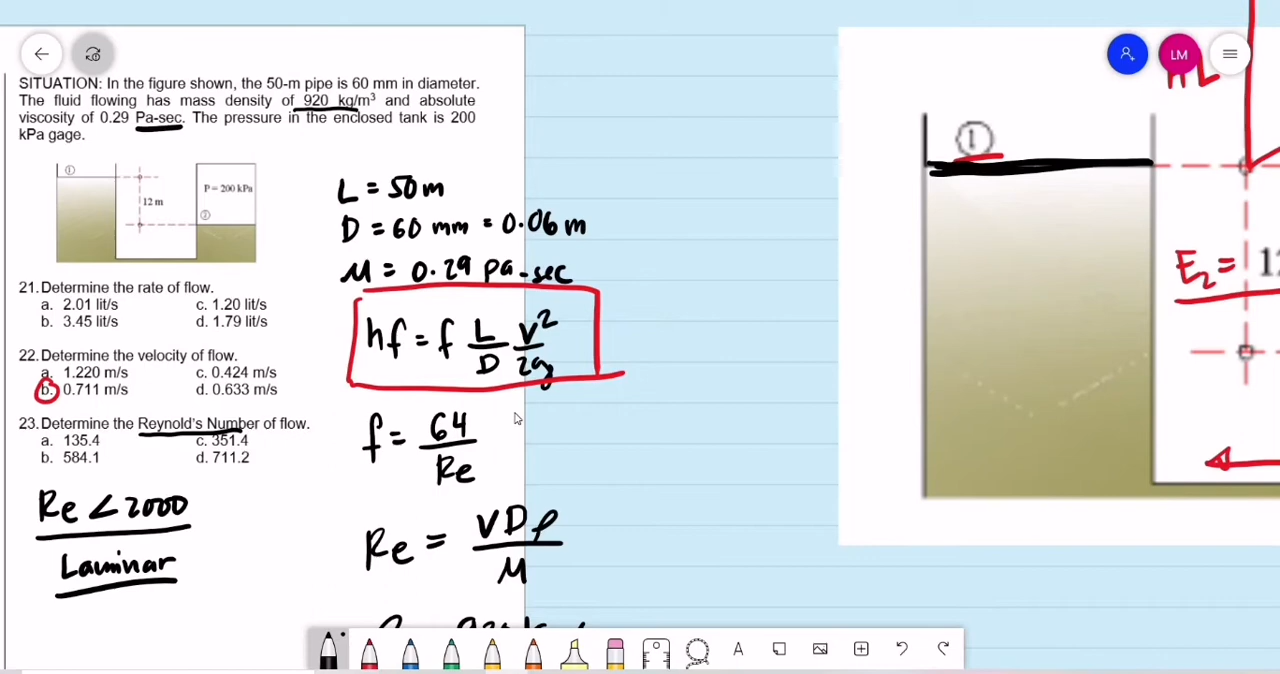 SITUATION: In the figure shown, the 50-m pipe is 60 mm in diameter.
The fluid flowing has mass density of 920 kg/m³ and absolute
viscosity of 0.29 Pa-sec. The pressure in the enclosed tank is 200
kPa gage.
①
12 m
P = 200 kPa
②
21. Determine the rate of flow.
a. 2.01 lit/s c. 1.20 lit/s
b. 3.45 lit/s d. 1.79 lit/s
22. Determine the velocity of flow.
a. 1.220 m/s c. 0.424 m/s
b. 0.711 m/s d. 0.633 m/s
23. Determine the Reynold's Number of flow.
a. 135.4 c. 351.4
b. 584.1 d. 711.2
Re < 2000
Laminar
L = 50 m
D = 60 mm = 0.06 m
μ = 0.29 pa-sec
hf = f L/D v²/2g
f = 64/Re
Re = VDρ/μ
LM
HL
①
E₂ =
A